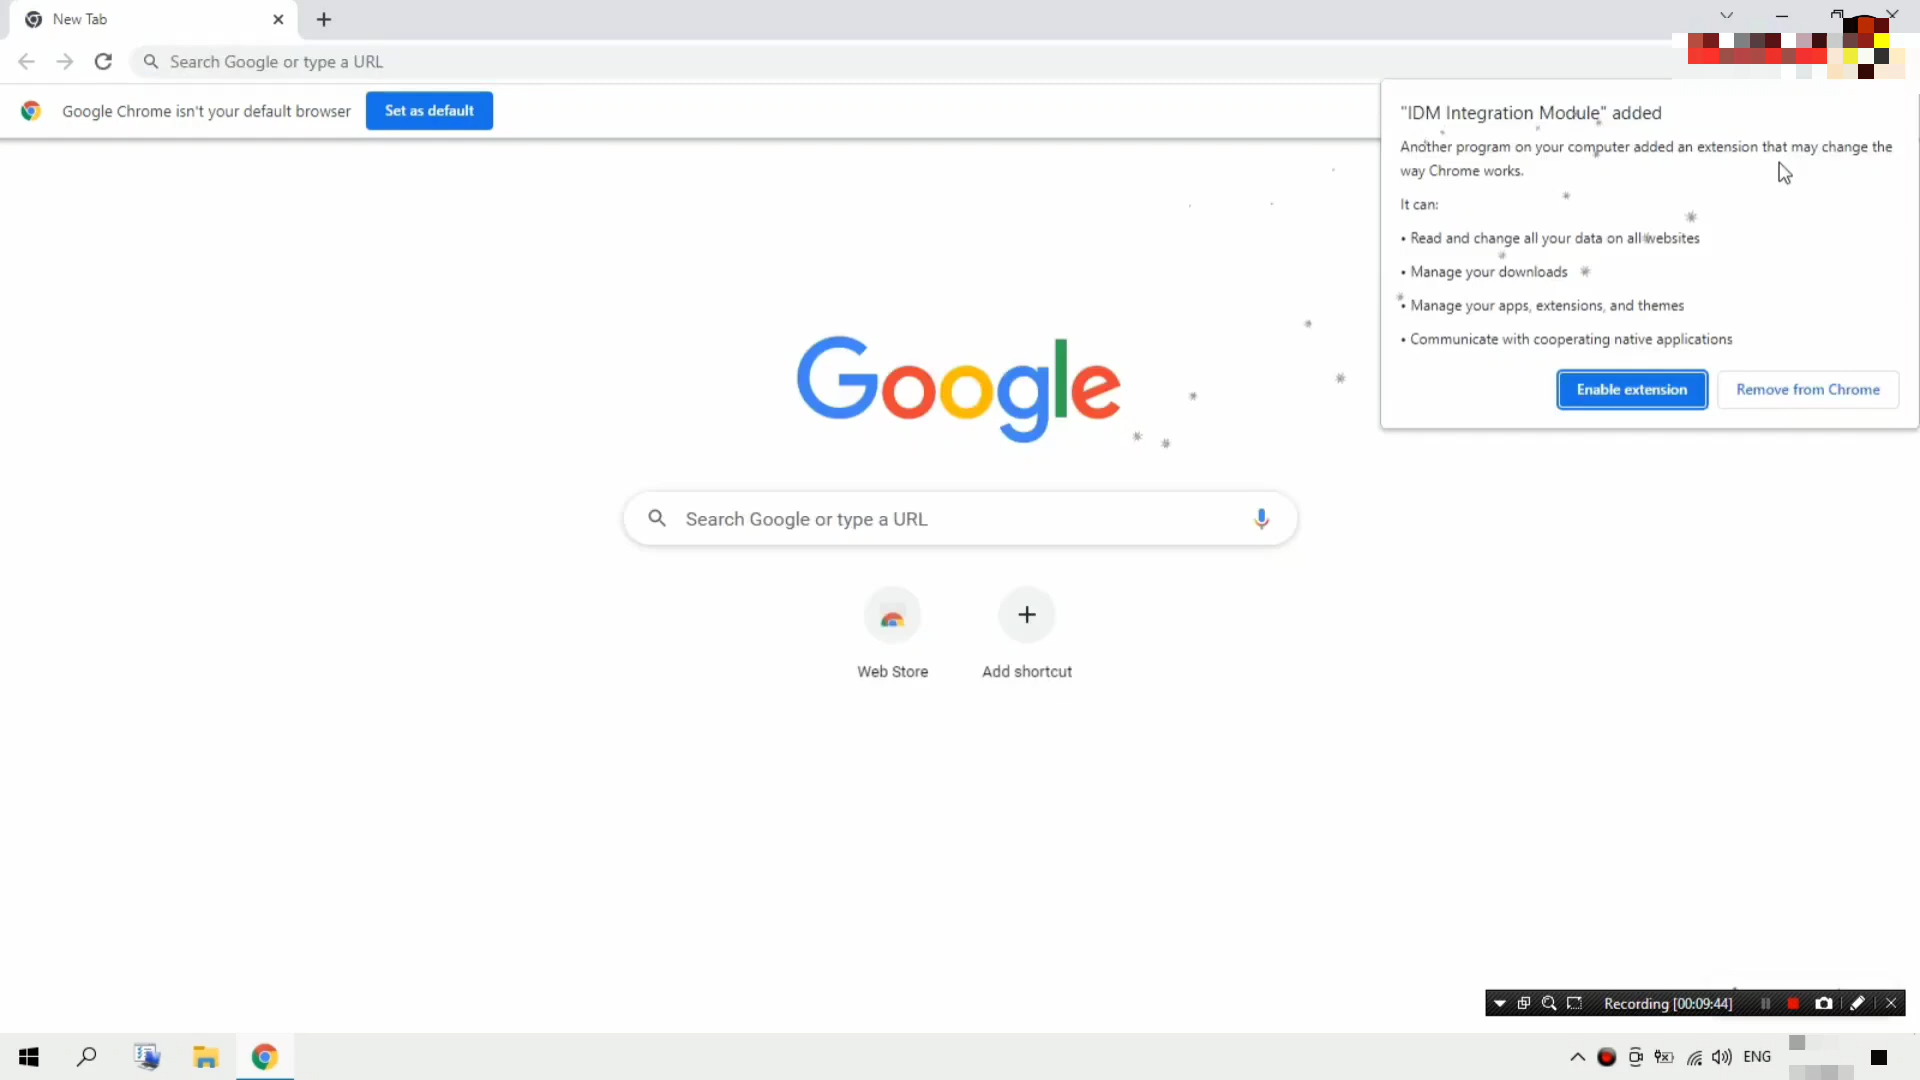 New Tab
Search Google or type a URL
Google Chrome isn't your default browser
Set as default
"IDM Integration Module" added
Another program on your computer added an extension that may change the
way Chrome works.
It can:
• Read and change all your data on all websites
• Manage your downloads
• Manage your apps, extensions, and themes
• Communicate with cooperating native applications
Enable extension
Remove from Chrome
Google
Search Google or type a URL
Web Store
Add shortcut
Recording [00:09:44]
ENG